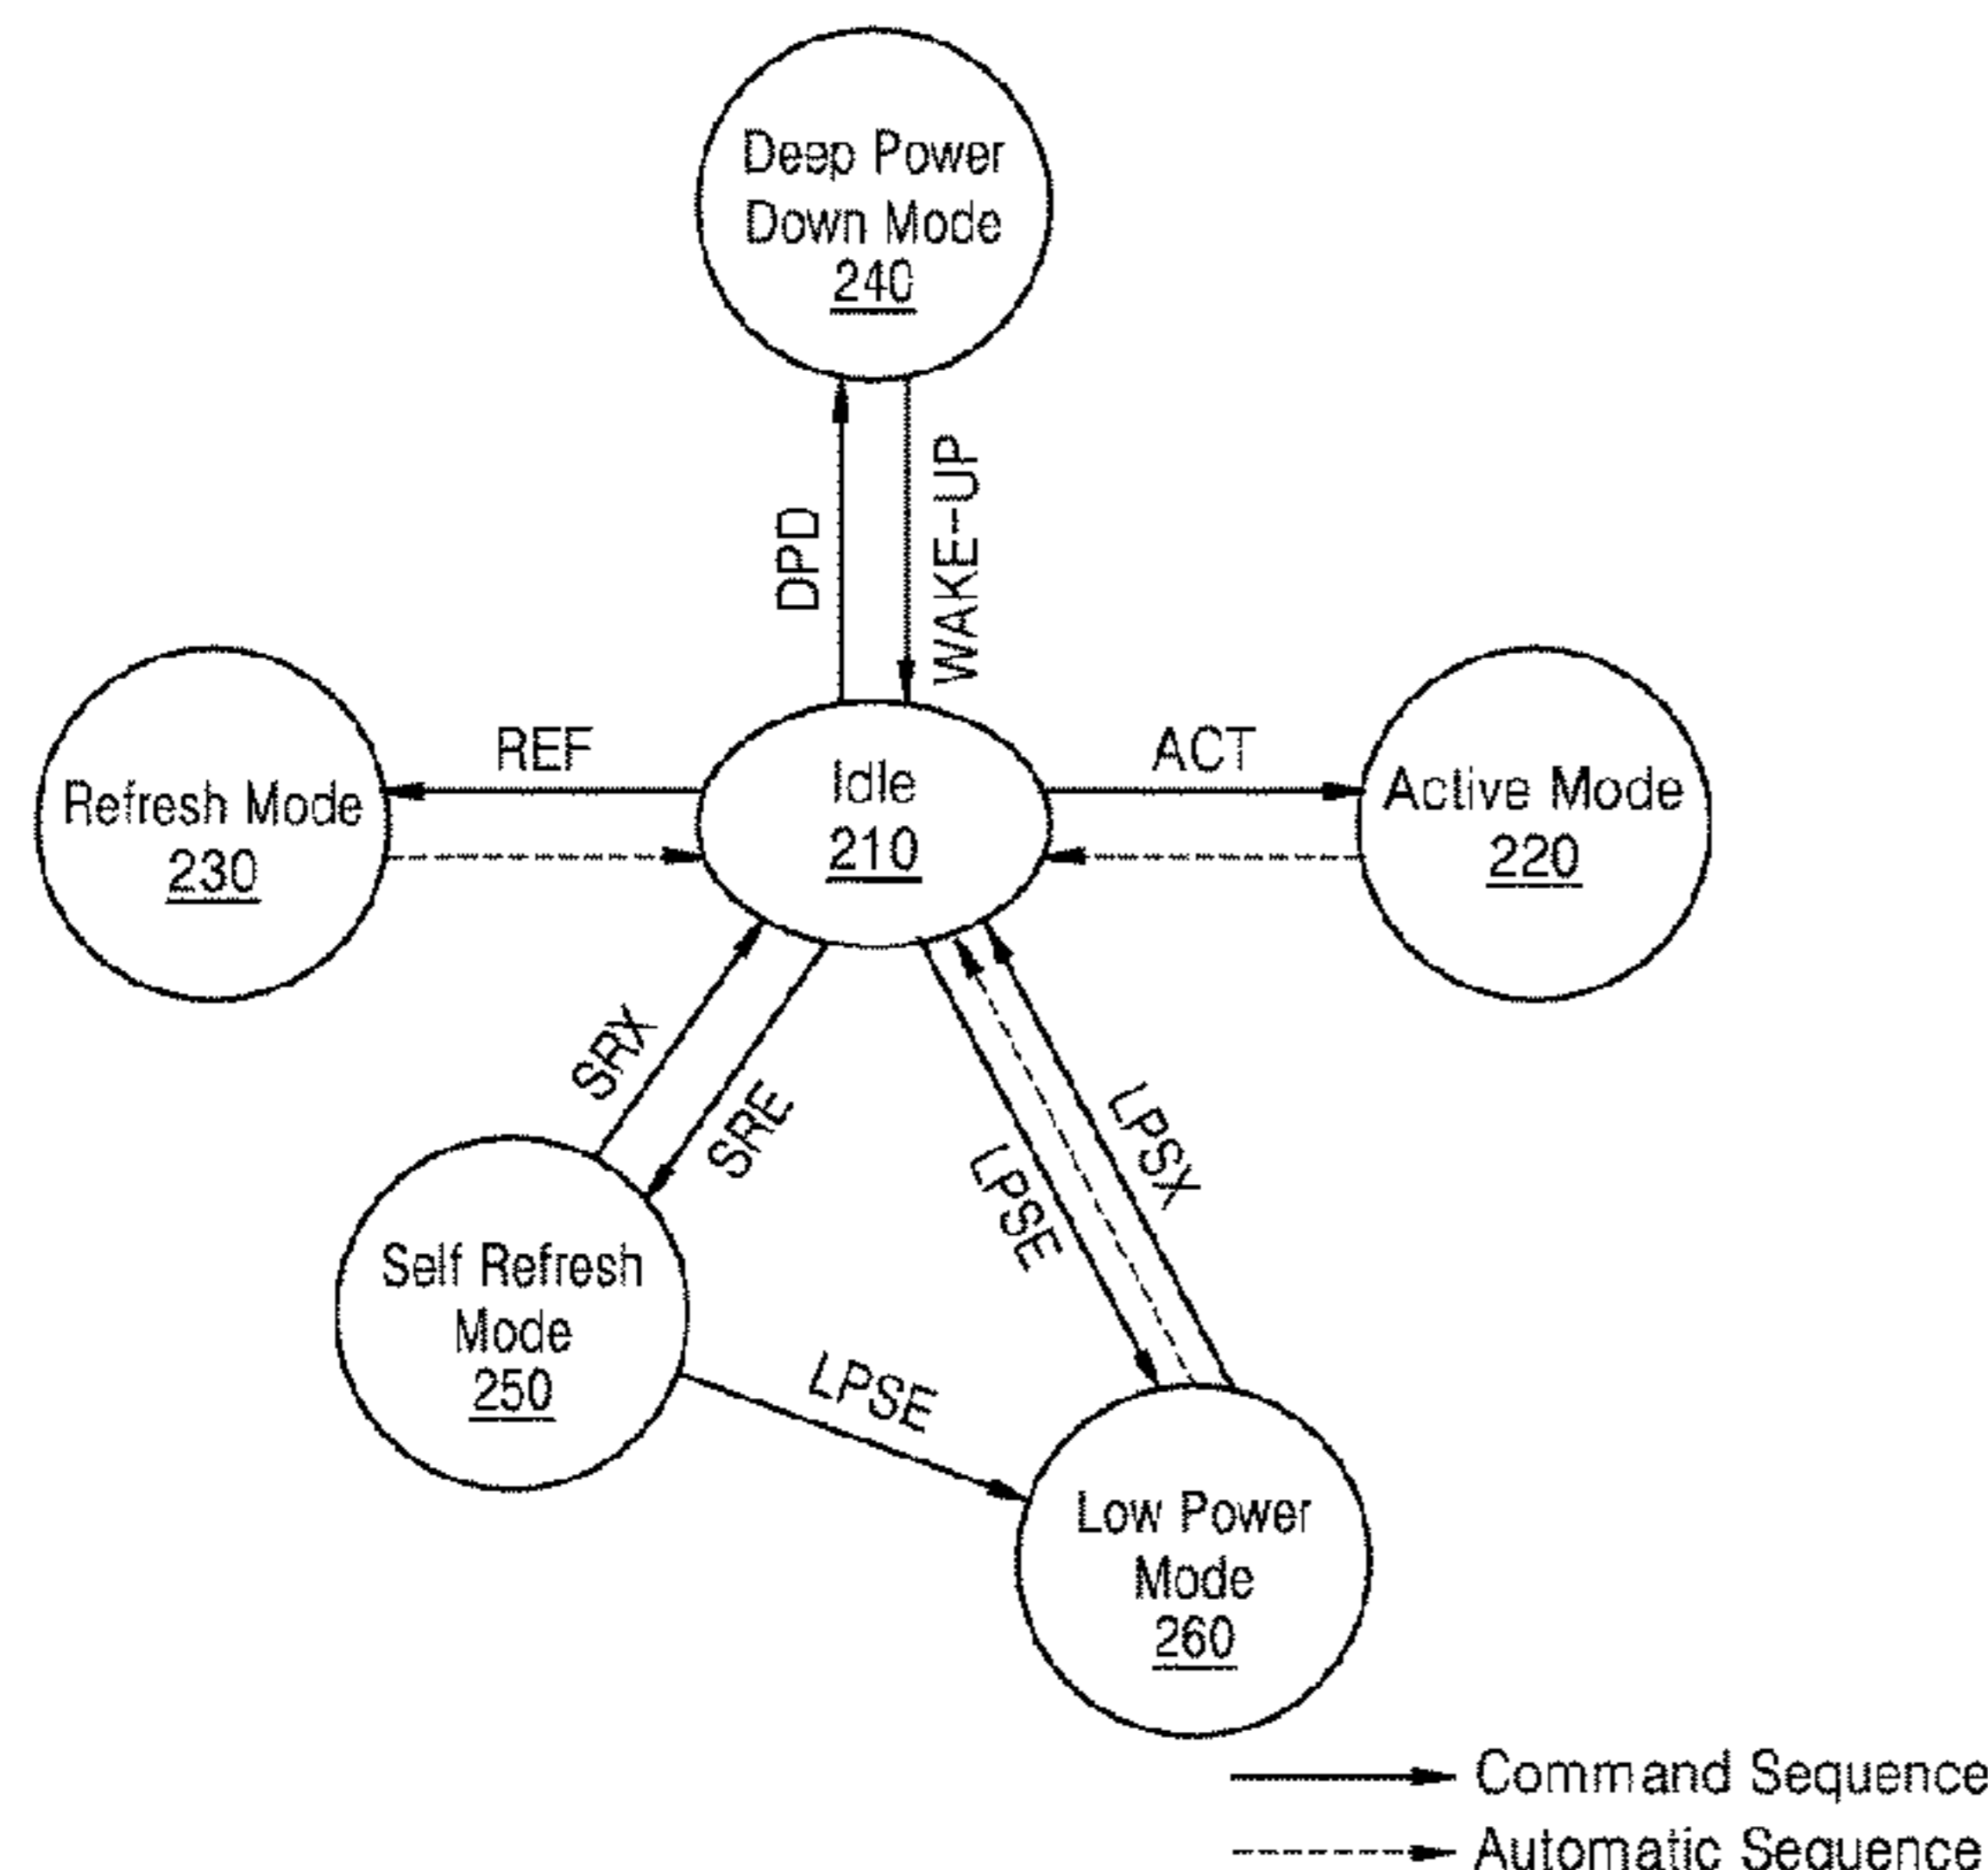 Deep Power
Down Mode
240
DPD
WAKE-UP
REF
ACT
Refresh Mode
230
Idle
210
Active Mode
220
SRX
SRE
LPSE
LPSX
Self Refresh
Mode
250
LPSE
Low Power
Mode
260
Command Sequence
Automatic Sequence